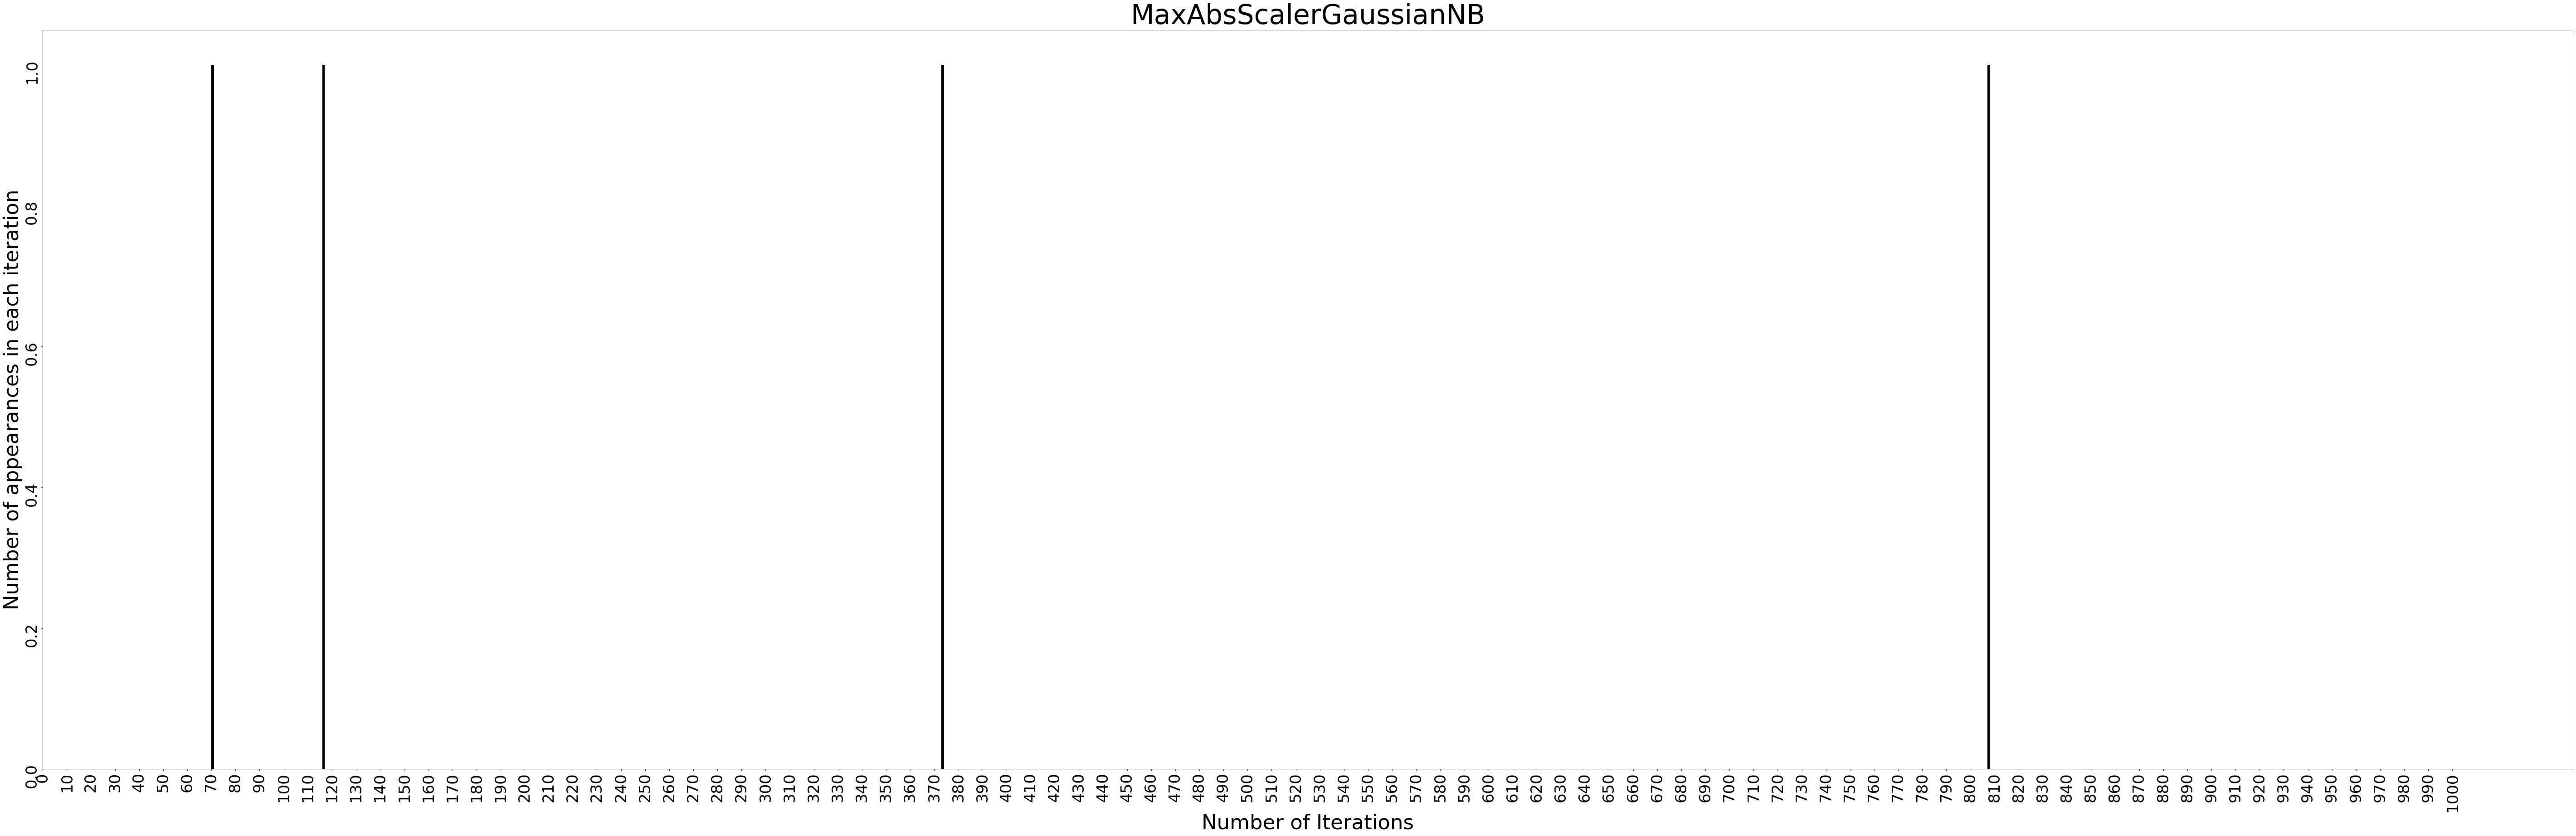 MaxAbsScalerGaussianNB
Number of appearances in each iteration
1.0
0.8
0.6
0.4
0.2
0.0
0 10 20 30 40 50 60 70 80 90 100 110 120 130 140 150 160 170 180 190 200 210 220 230 240 250 260 270 280 290 300 310 320 330 340 350 360 370 380 390 400 410 420 430 440 450 460 470 480 490 500 510 520 530 540 550 560 570 580 590 600 610 620 630 640 650 660 670 680 690 700 710 720 730 740 750 760 770 780 790 800 810 820 830 840 850 860 870 880 890 900 910 920 930 940 950 960 970 980 990 1000
Number of Iterations